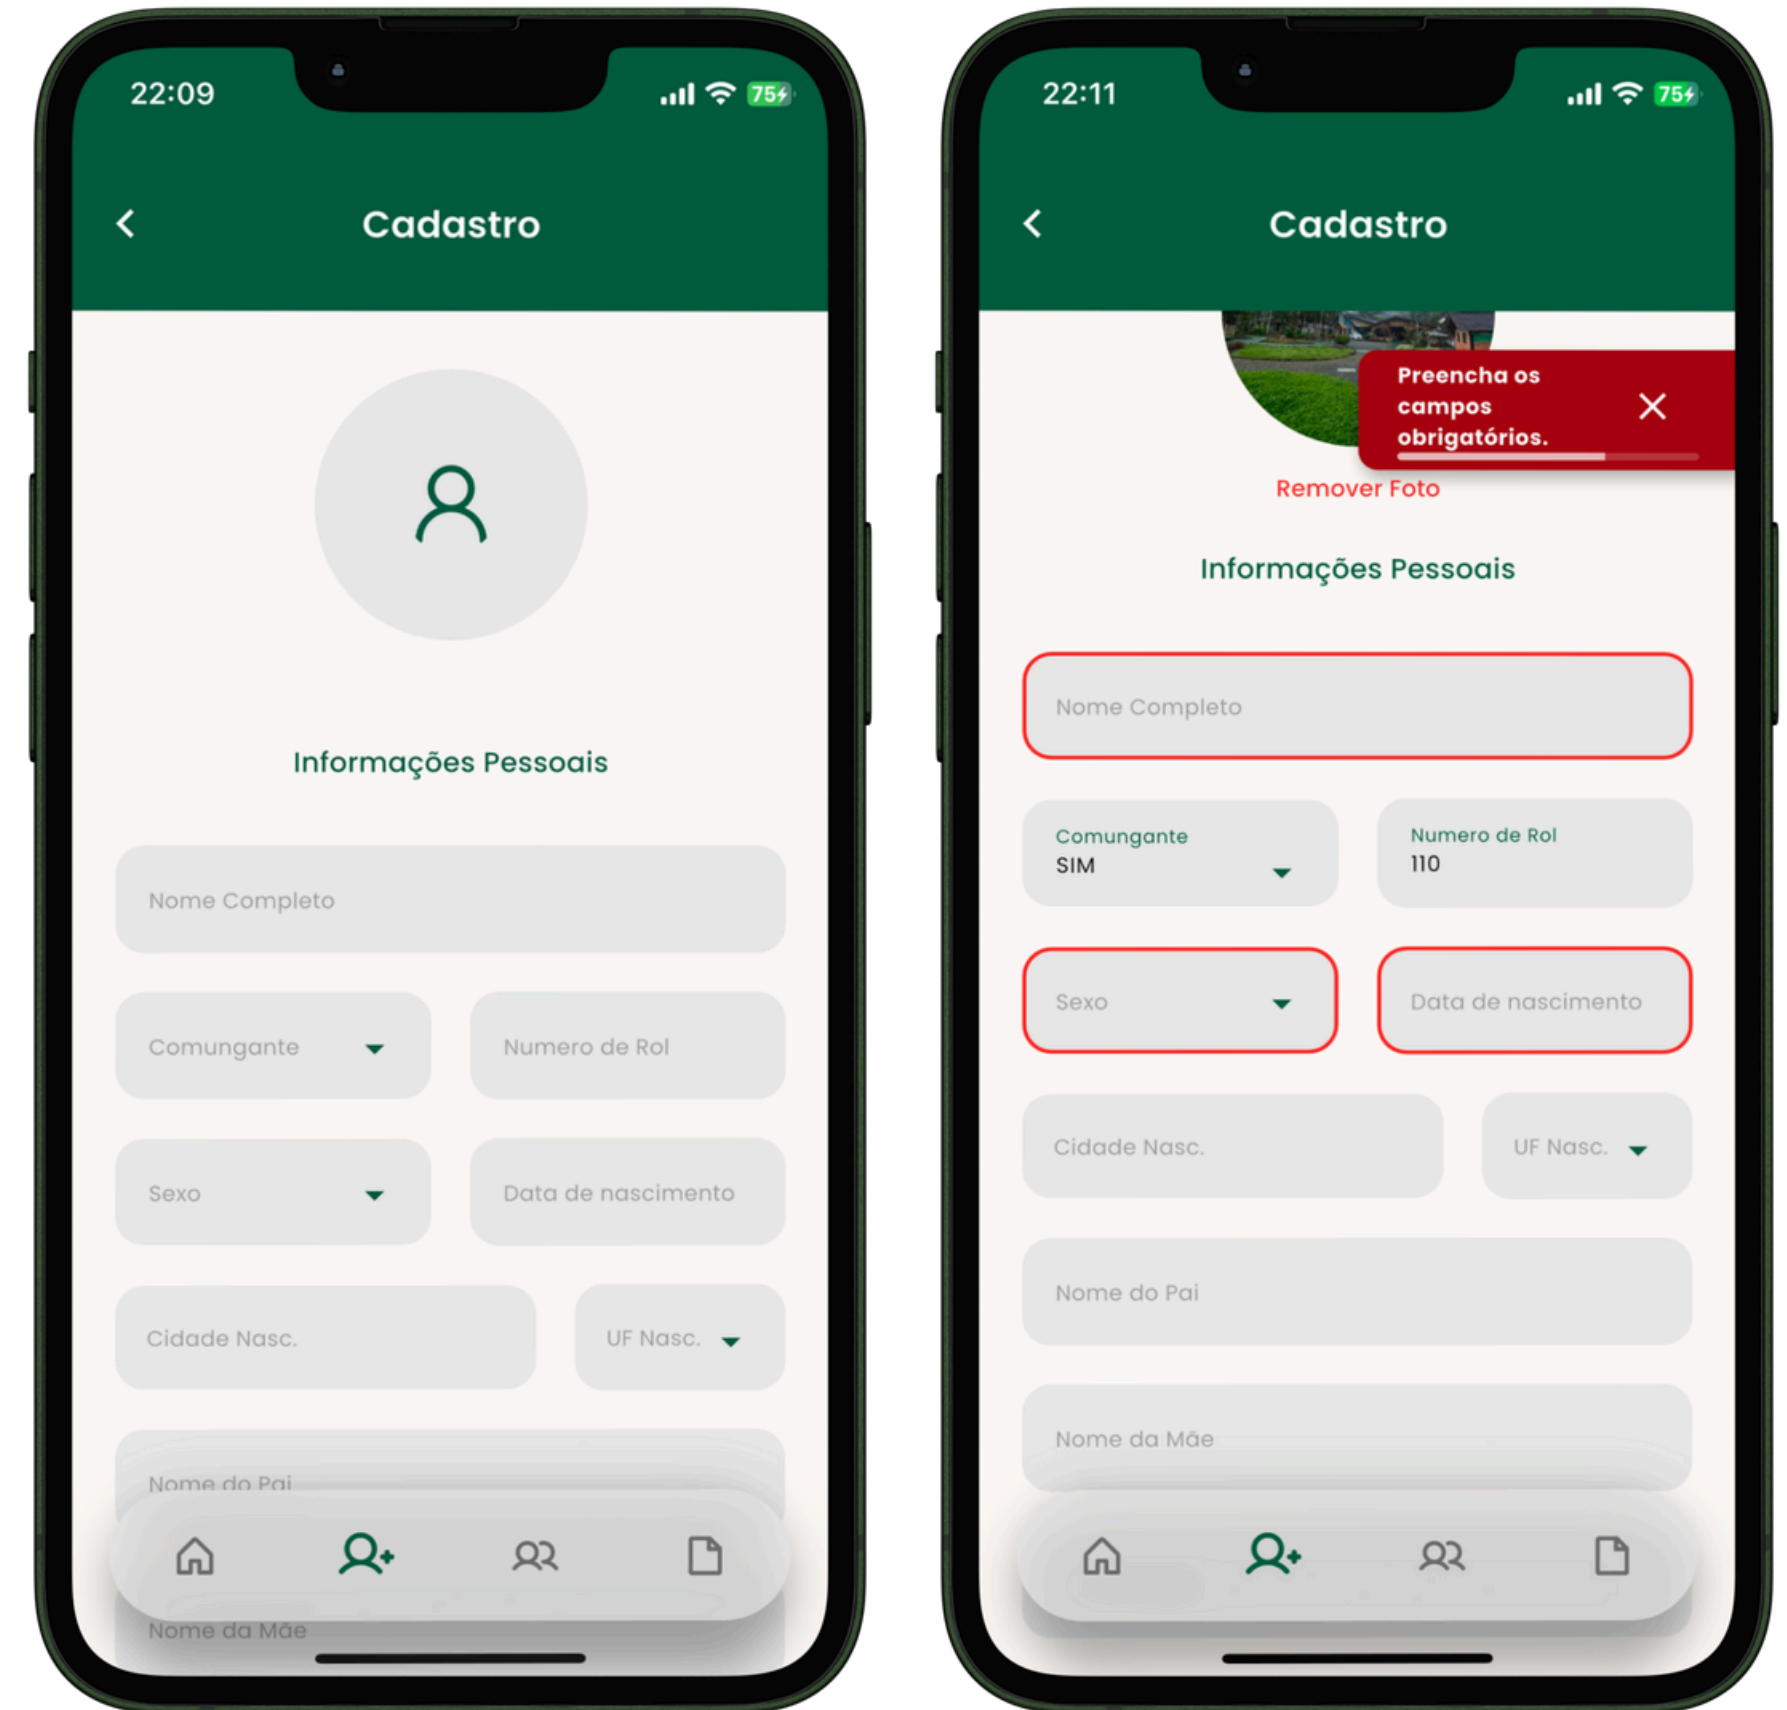 22:09
75
Cadastro
Informações Pessoais
Nome Completo
Comungante
Numero de Rol
Sexo
Data de nascimento
Cidade Nasc.
UF Nasc.
Nome do Pai
Nome da Mãe
22:11
75
Cadastro
Preencha os
campos
obrigatórios.
Remover Foto
Informações Pessoais
Nome Completo
Comungante
SIM
Numero de Rol
110
Sexo
Data de nascimento
Cidade Nasc.
UF Nasc.
Nome do Pai
Nome da Mãe